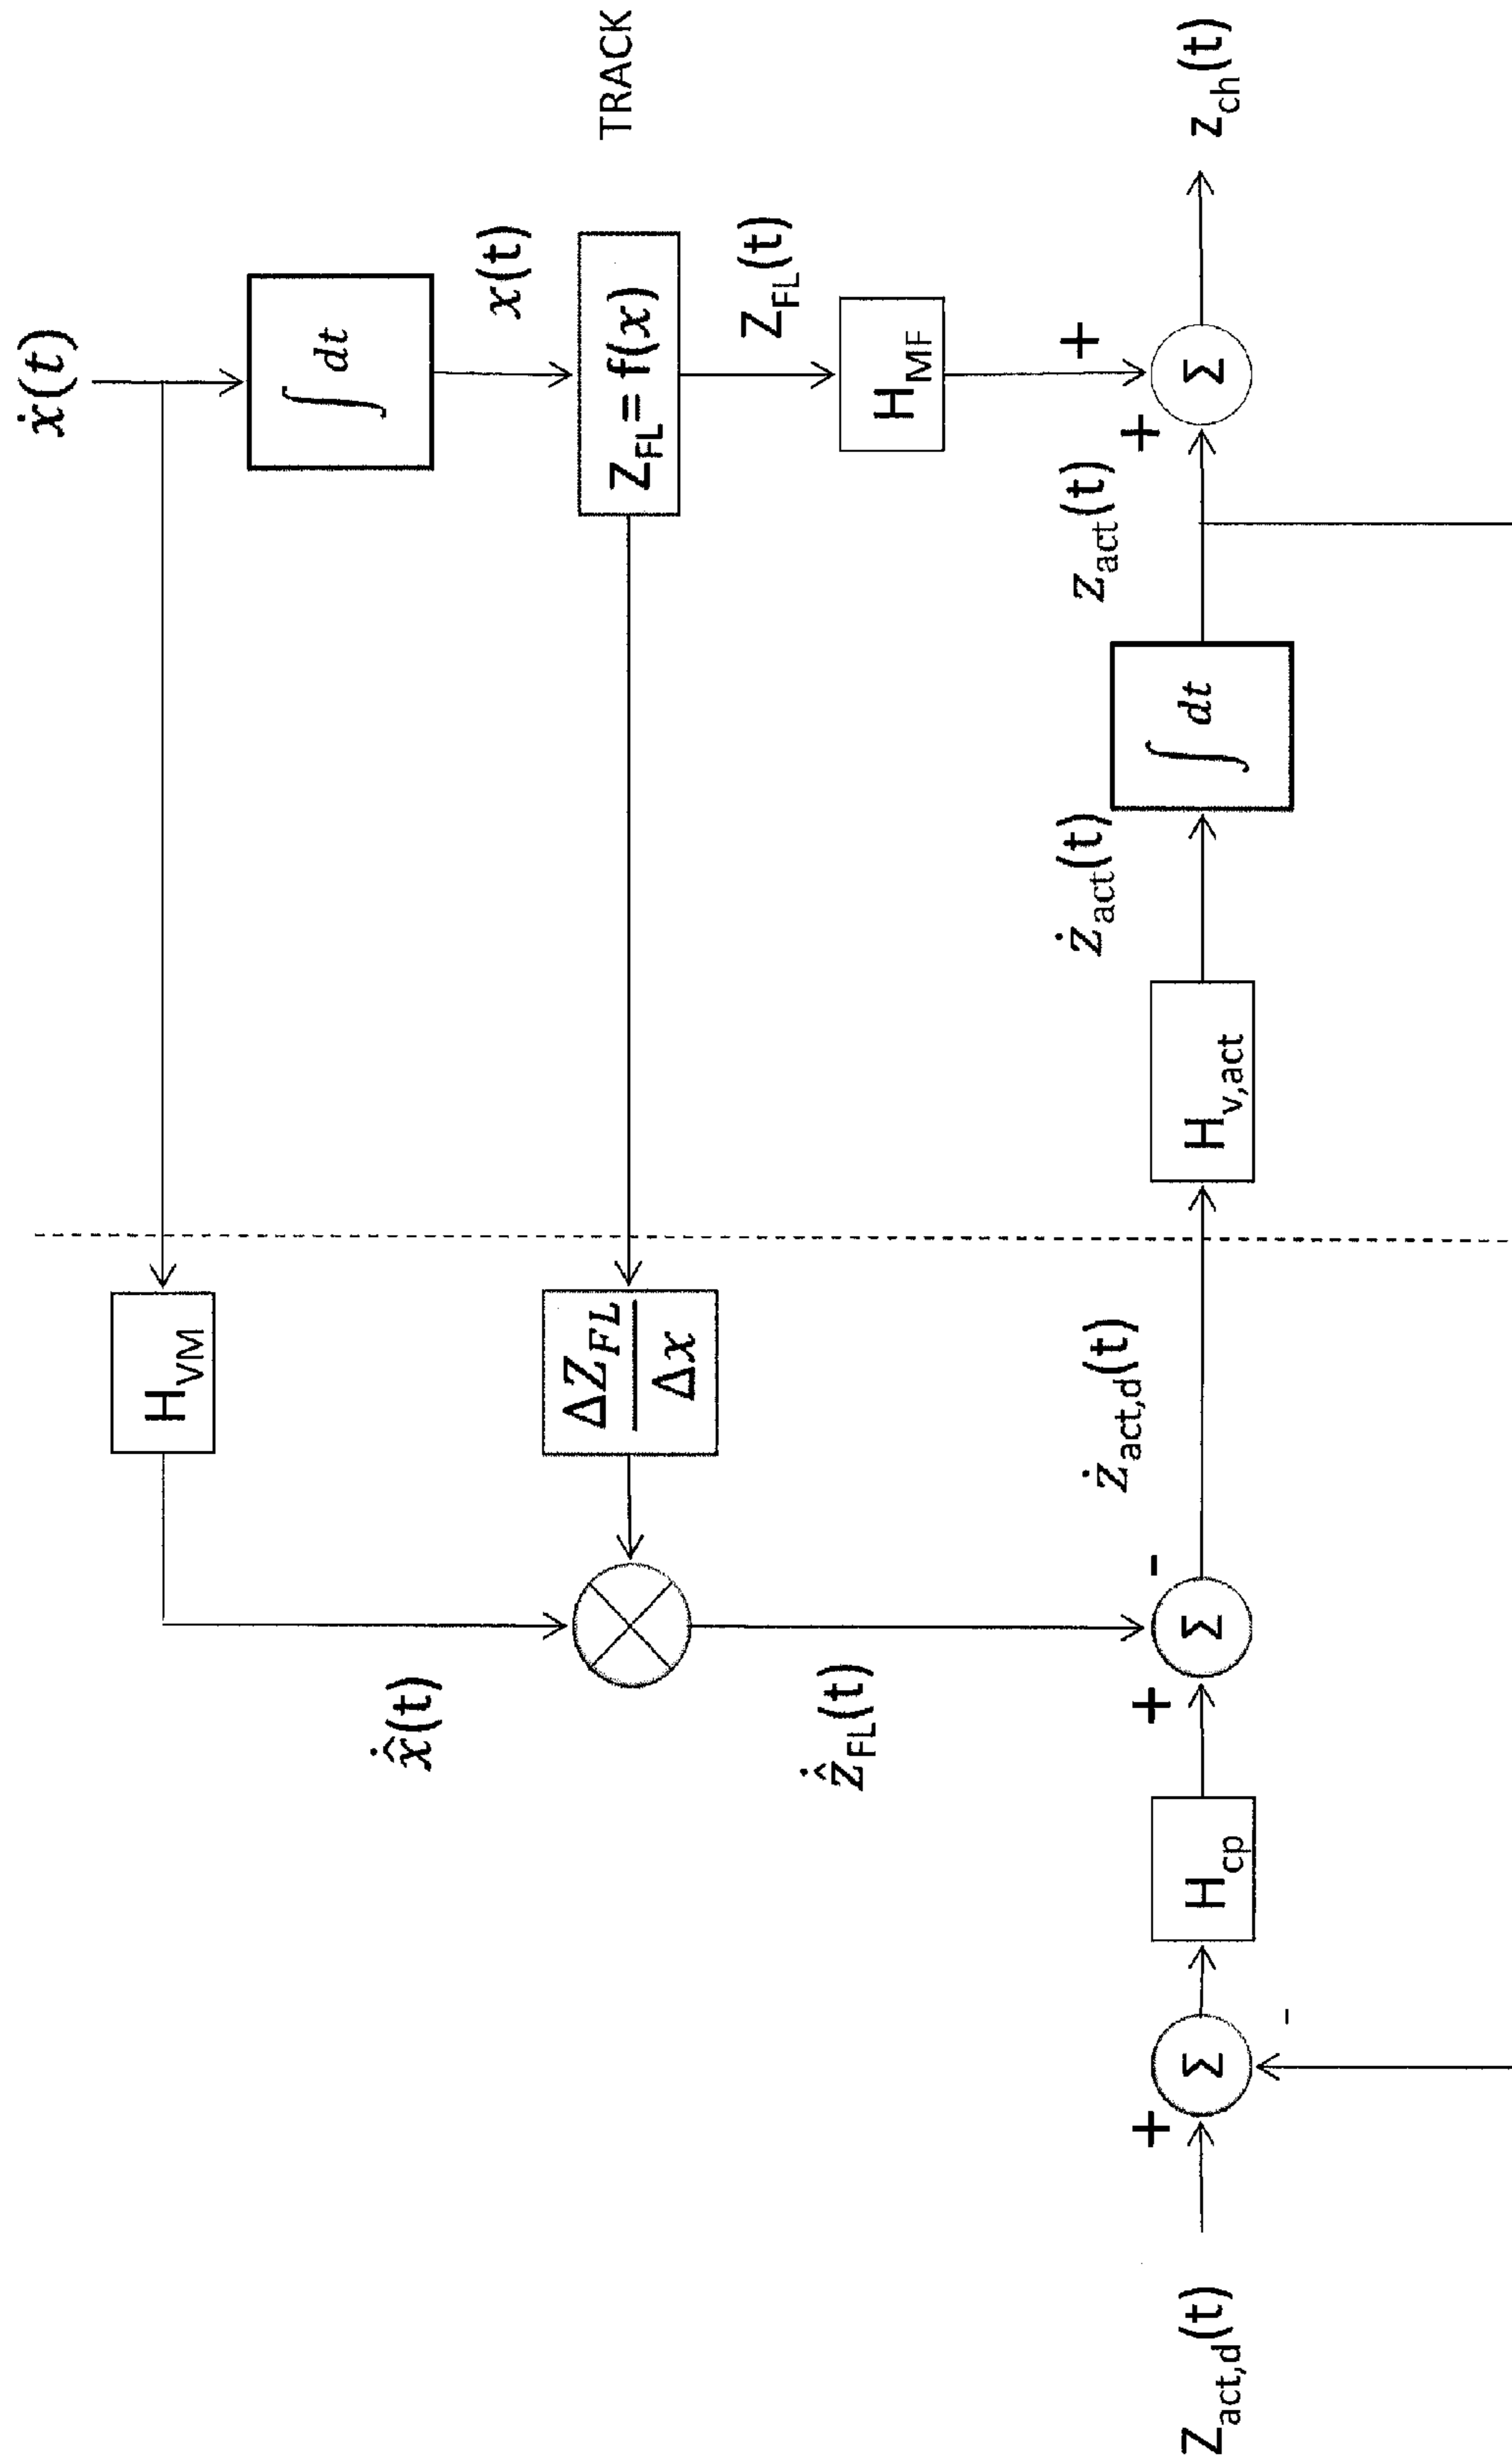 ẋ(t)
∫ dt
x(t)
H_VM
TRACK
Z_FL = f(x)
ΔZ_FL / Δx
Z_FL(t)
H_MF
x̂̇(t)
ẑ̇_FL(t)
Z_act,d(t)
+
Σ
-
H_cp
+
Σ
-
ż_act,d(t)
H_v,act
ż_act(t)
∫ dt
z_act(t)
+
+
Σ
z_ch(t)